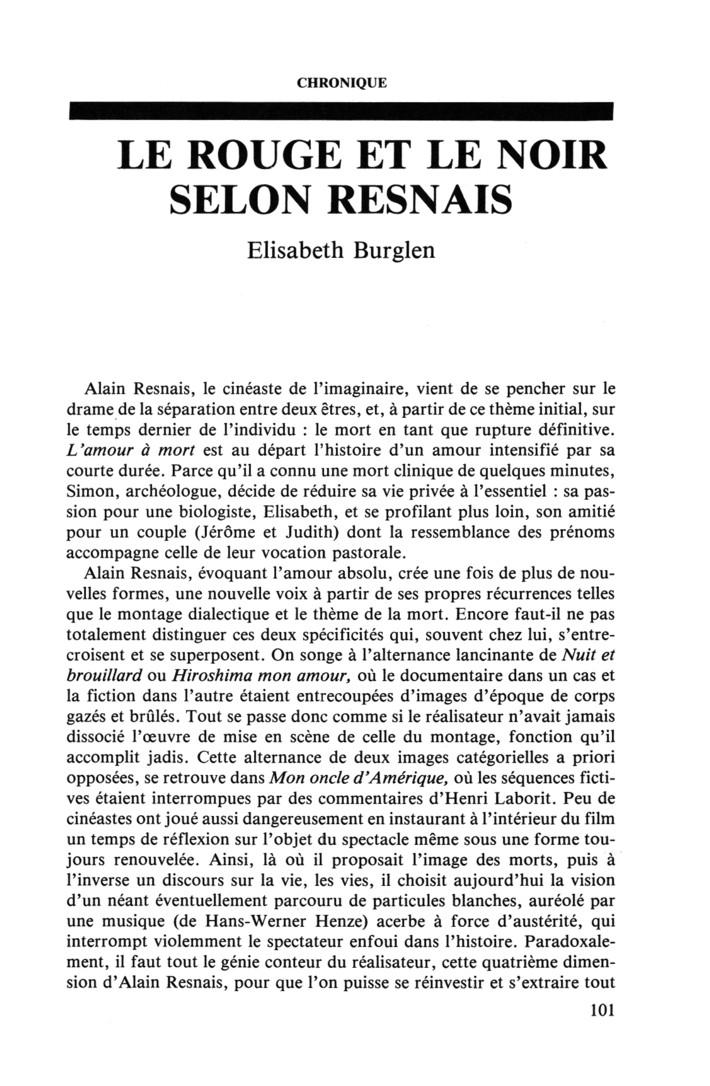 CHRONIQUE
LE ROUGE ET LE NOIR
SELON RESNAIS
Elisabeth Burglen
Alain Resnais, le cinéaste de l'imaginaire, vient de se pencher sur le
drame de la séparation entre deux êtres, et, à partir de ce thème initial, sur
le temps dernier de l'individu : le mort en tant que rupture définitive.
L'amour à mort est au départ l'histoire d'un amour intensifié par sa
courte durée. Parce qu'il a connu une mort clinique de quelques minutes,
Simon, archéologue, décide de réduire sa vie privée à l'essentiel : sa pas-
sion pour une biologiste, Elisabeth, et se profilant plus loin, son amitié
pour un couple (Jérôme et Judith) dont la ressemblance des prénoms
accompagne celle de leur vocation pastorale.
Alain Resnais, évoquant l'amour absolu, crée une fois de plus de nou-
velles formes, une nouvelle voix à partir de ses propres récurrences telles
que le montage dialectique et le thème de la mort. Encore faut-il ne pas
totalement distinguer ces deux spécificités qui, souvent chez lui, s'entre-
croisent et se superposent. On songe à l'alternance lancinante de Nuit et
brouillard ou Hiroshima mon amour, où le documentaire dans un cas et
la fiction dans l'autre étaient entrecoupées d'images d'époque de corps
gazés et brûlés. Tout se passe donc comme si le réalisateur n'avait jamais
dissocié l'œuvre de mise en scène de celle du montage, fonction qu'il
accomplit jadis. Cette alternance de deux images catégorielles a priori
opposées, se retrouve dans Mon oncle d'Amérique, où les séquences ficti-
ves étaient interrompues par des commentaires d'Henri Laborit. Peu de
cinéastes ont joué aussi dangereusement en instaurant à l'intérieur du film
un temps de réflexion sur l'objet du spectacle même sous une forme tou-
jours renouvelée. Ainsi, là où il proposait l'image des morts, puis à
l'inverse un discours sur la vie, les vies, il choisit aujourd'hui la vision
d'un néant éventuellement parcouru de particules blanches, auréolé par
une musique (de Hans-Werner Henze) acerbe à force d'austérité, qui
interrompt violemment le spectateur enfoui dans l'histoire. Paradoxale-
ment, il faut tout le génie conteur du réalisateur, cette quatrième dimen-
sion d'Alain Resnais, pour que l'on puisse se réinvestir et s'extraire tout
101